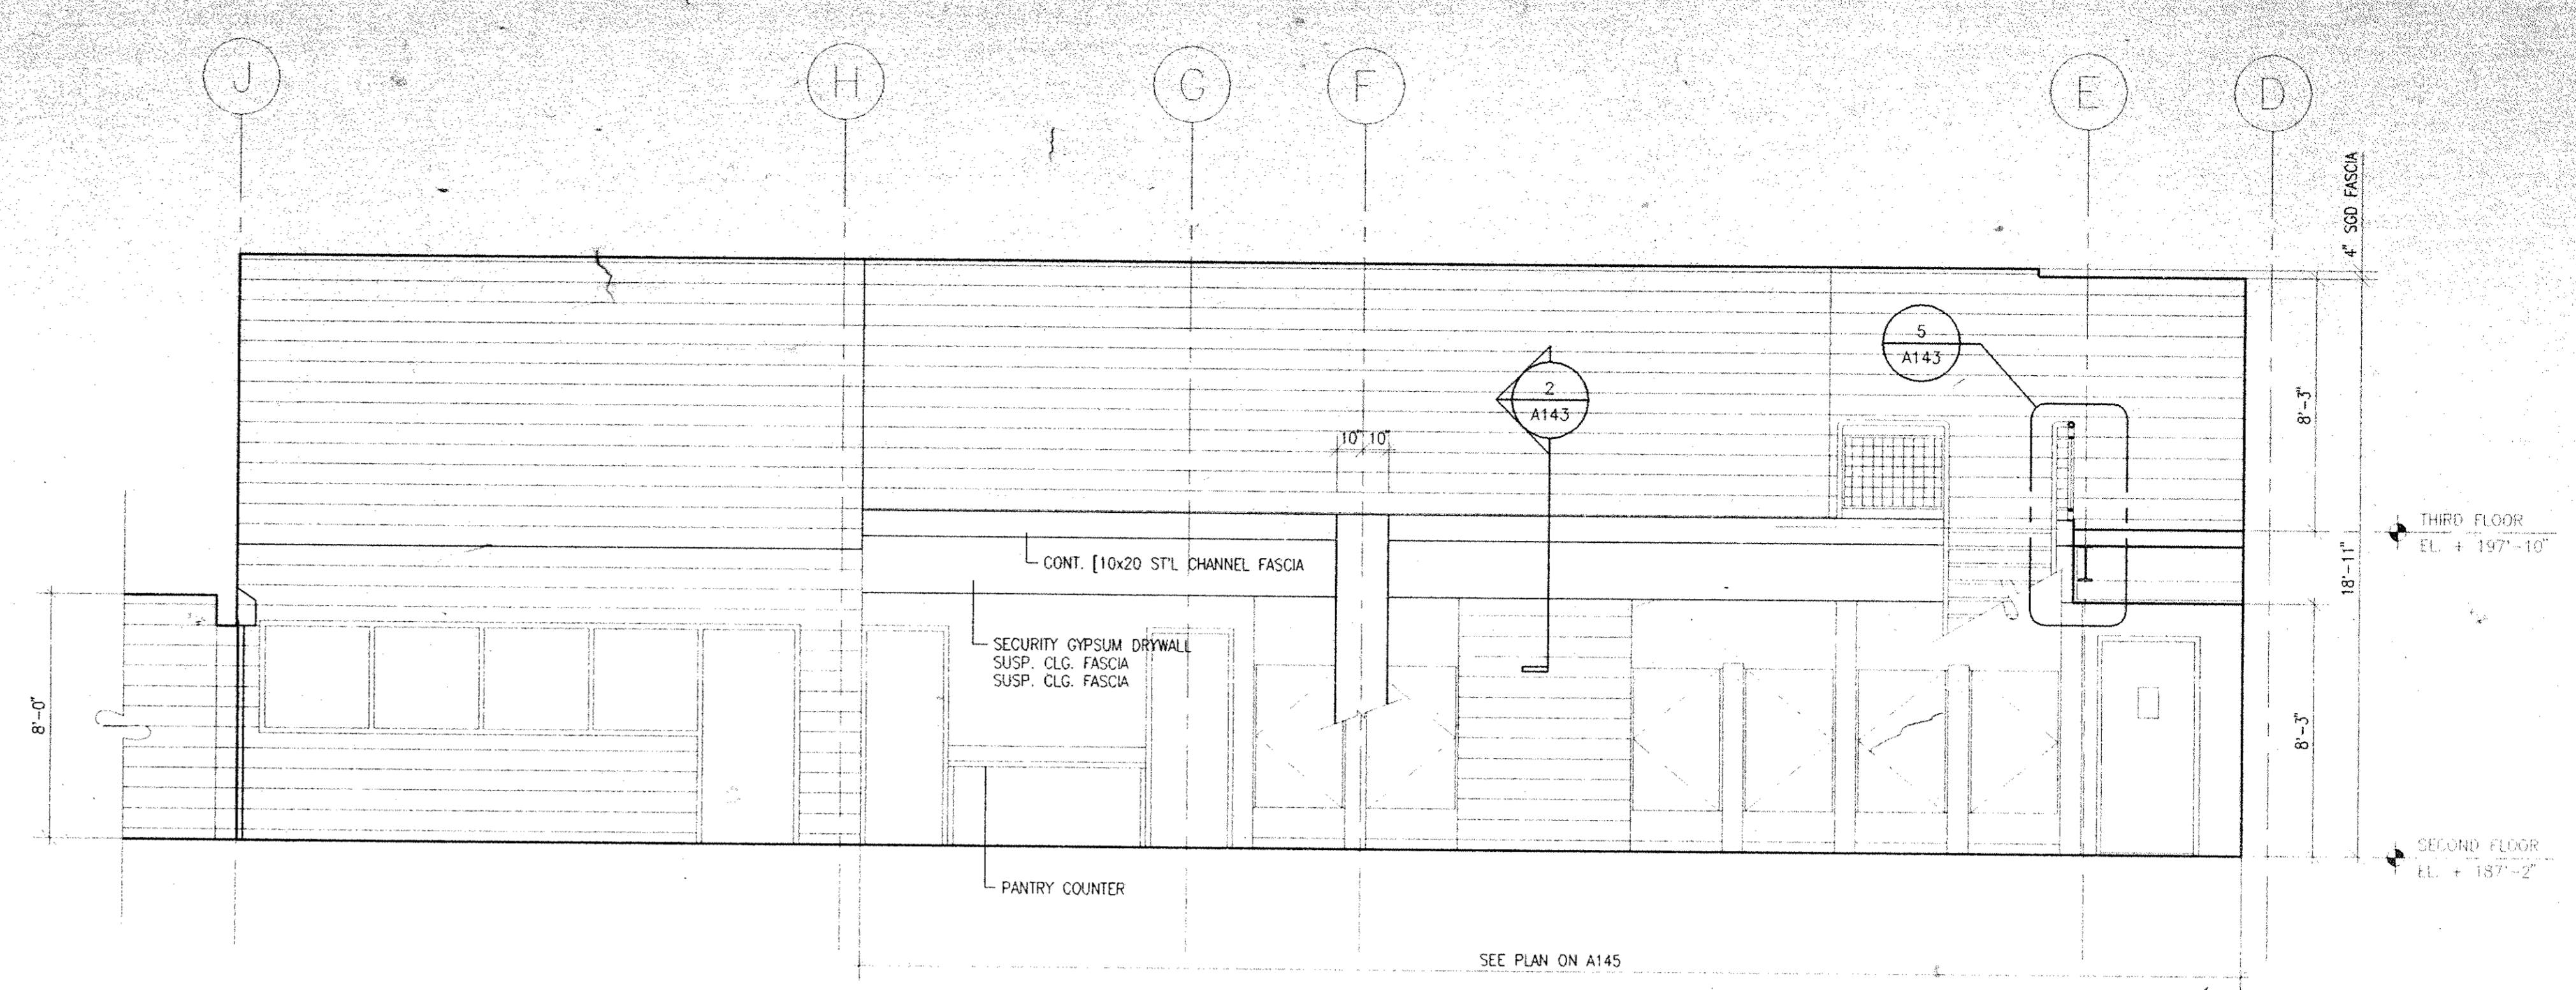 J
H
G
F
E
D
4" SGD FASCIA
5
A143
2
A143
10" 10"
8'-3"
THIRD FLOOR
EL. + 197'-10"
18'-11"
CONT. [10x20 ST'L CHANNEL FASCIA
SECURITY GYPSUM DRYWALL
SUSP. CLG. FASCIA
SUSP. CLG. FASCIA
8'-0"
8'-3"
SECOND FLOOR
EL. + 187'-2"
PANTRY COUNTER
SEE PLAN ON A145